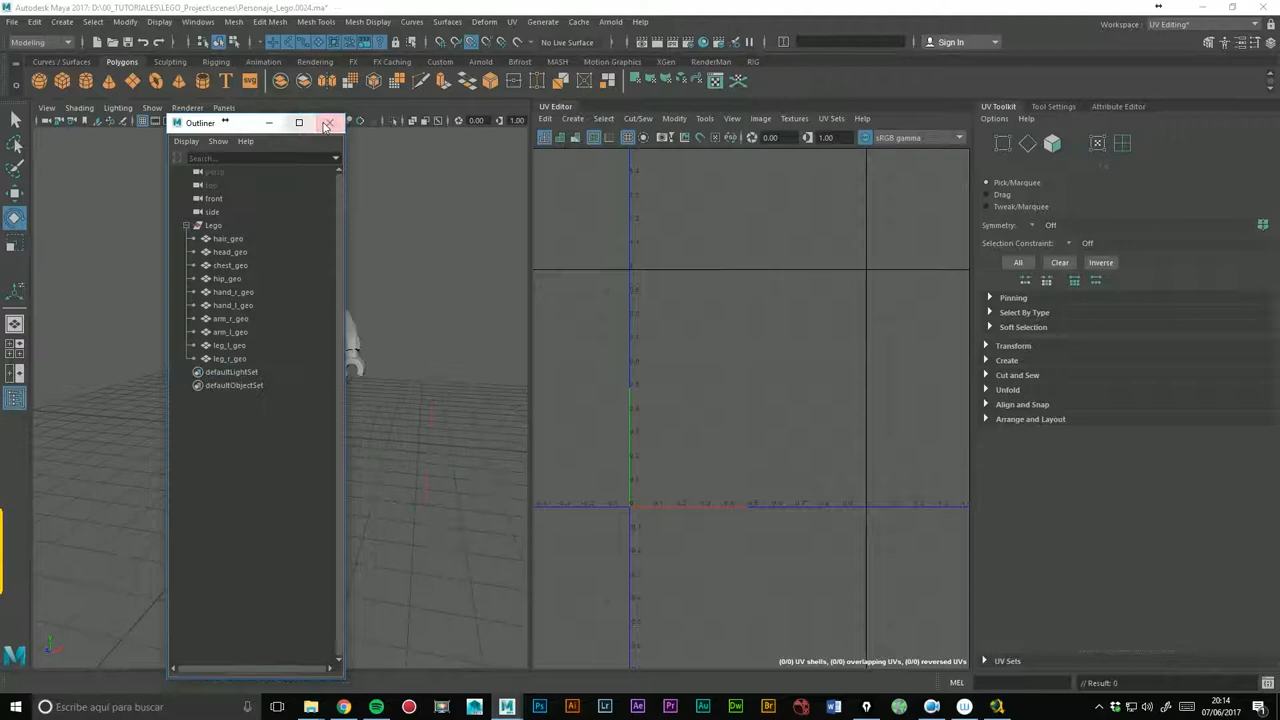 Autodesk Maya 2017: D:\00_TUTORIALES\LEGO_Project\scenes\Personaje_Lego.0024.ma*
File Edit Create Select Modify Display Windows Mesh Edit Mesh Mesh Tools Mesh Display Curves Surfaces Deform UV Generate Cache Arnold Help
Workspace : UV Editing*
Modeling
No Live Surface
Sign In
Curves / Surfaces Polygons Sculpting Rigging Animation Rendering FX FX Caching Custom Arnold Bifrost MASH Motion Graphics XGen RenderMan RIG
View Shading Lighting Show Renderer Panels
0.00 1.00
Outliner
Display Show Help
Search...
persp
top
front
side
Lego
hair_geo
head_geo
chest_geo
hip_geo
hand_r_geo
hand_l_geo
arm_r_geo
arm_l_geo
leg_l_geo
leg_r_geo
defaultLightSet
defaultObjectSet
UV Editor
Edit Create Select Cut/Sew Modify Tools View Image Textures UV Sets Help
0.00 1.00 sRGB gamma
(0/0) UV shells, (0/0) overlapping UVs, (0/0) reversed UVs
UV Toolkit Tool Settings Attribute Editor
Options Help
Pick/Marquee
Drag
Tweak/Marquee
Symmetry: Off
Selection Constraint: Off
All Clear Inverse
Pinning
Select By Type
Soft Selection
Transform
Create
Cut and Sew
Unfold
Align and Snap
Arrange and Layout
UV Sets
MEL
// Result: 0
Escribe aquí para buscar
20:14
07/06/2017